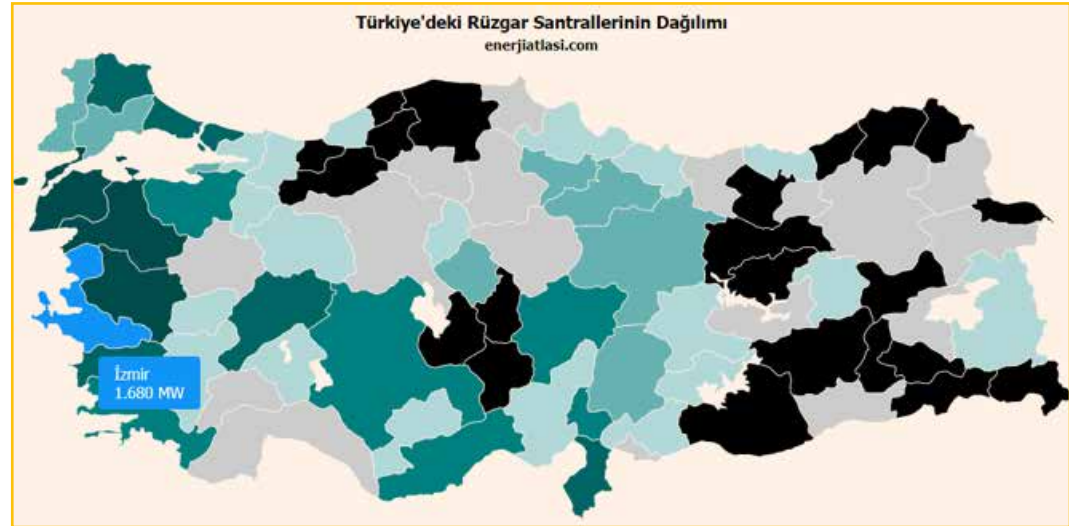 Türkiye'deki Rüzgar Santrallerinin Dağılımı
enerjiatlasi.com
İzmir
1.680 MW